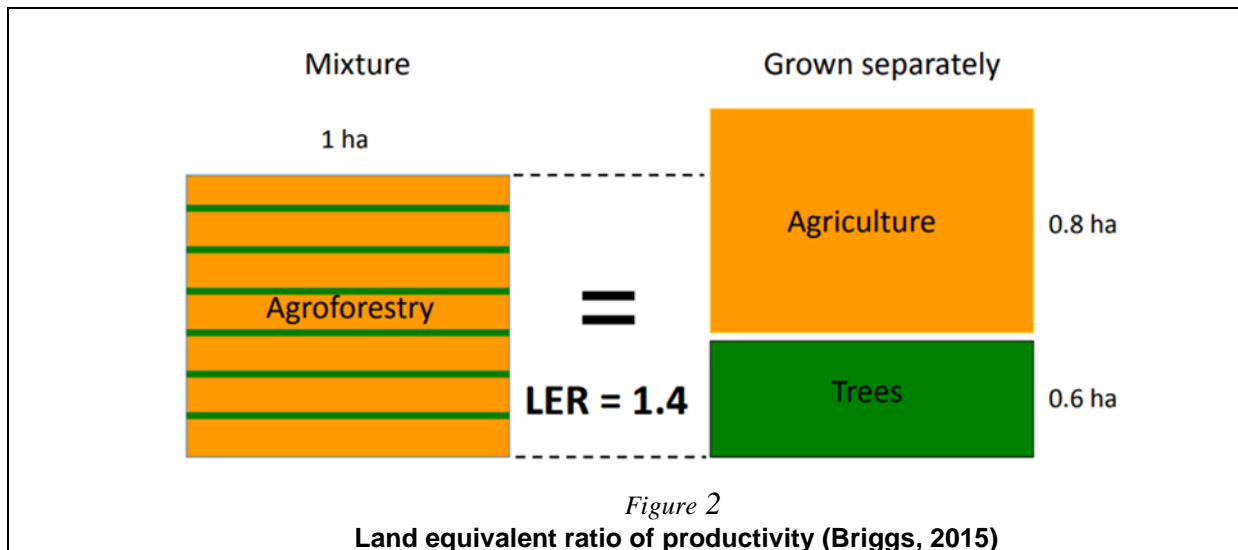 Mixture
Grown separately
1 ha
Agroforestry
=
LER = 1.4
Agriculture
0.8 ha
Trees
0.6 ha
Figure 2
Land equivalent ratio of productivity (Briggs, 2015)